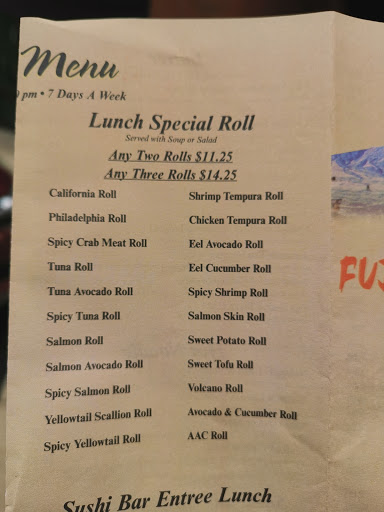 Menu
pm • 7 Days A Week
Lunch Special Roll
Served with Soup or Salad
Any Two Rolls $11.25
Any Three Rolls $14.25
California Roll
Philadelphia Roll
Spicy Crab Meat Roll
Tuna Roll
Tuna Avocado Roll
Spicy Tuna Roll
Salmon Roll
Salmon Avocado Roll
Spicy Salmon Roll
Yellowtail Scallion Roll
Spicy Yellowtail Roll
Shrimp Tempura Roll
Chicken Tempura Roll
Eel Avocado Roll
Eel Cucumber Roll
Spicy Shrimp Roll
Salmon Skin Roll
Sweet Potato Roll
Sweet Tofu Roll
Volcano Roll
Avocado & Cucumber Roll
AAC Roll
Sushi Bar Entree Lunch